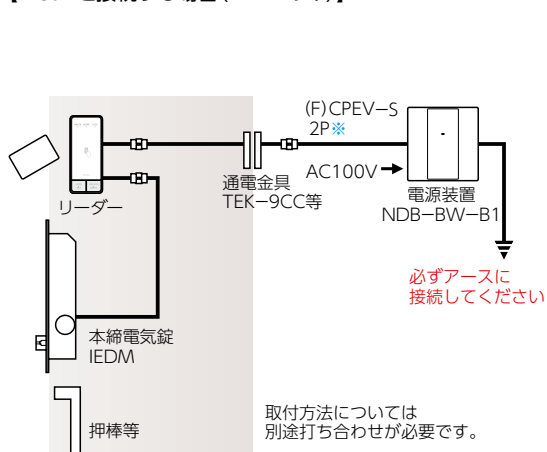 (F)CPEV−S
2P※
AC100V
通電金具
TEK−9CC等
電源装置
NDB−BW−B1
リーダー
必ずアースに
接続してください
本締電気錠
IEDM
押棒等
取付方法については
別途打ち合わせが必要です。